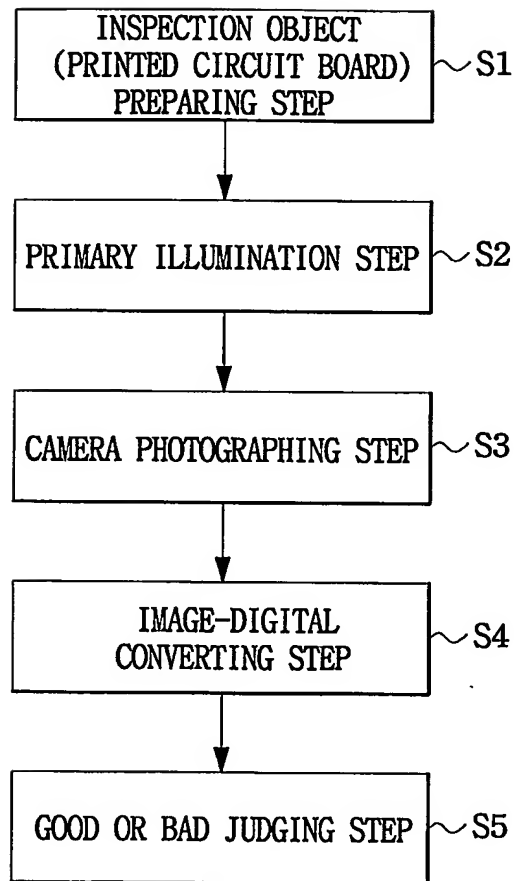 INSPECTION OBJECT
(PRINTED CIRCUIT BOARD)
PREPARING STEP
S1
PRIMARY ILLUMINATION STEP
S2
CAMERA PHOTOGRAPHING STEP
S3
IMAGE-DIGITAL
CONVERTING STEP
S4
GOOD OR BAD JUDGING STEP
S5